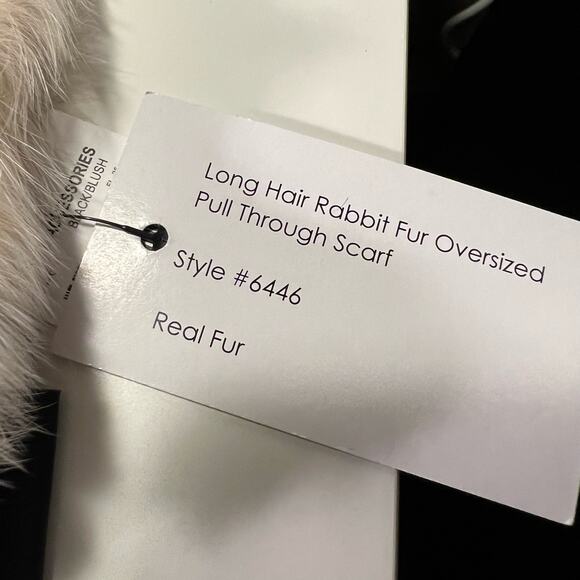 Long Hair Rabbit Fur Oversized
Pull Through Scarf
Style #6446
Real Fur
BLACK/BLUSH